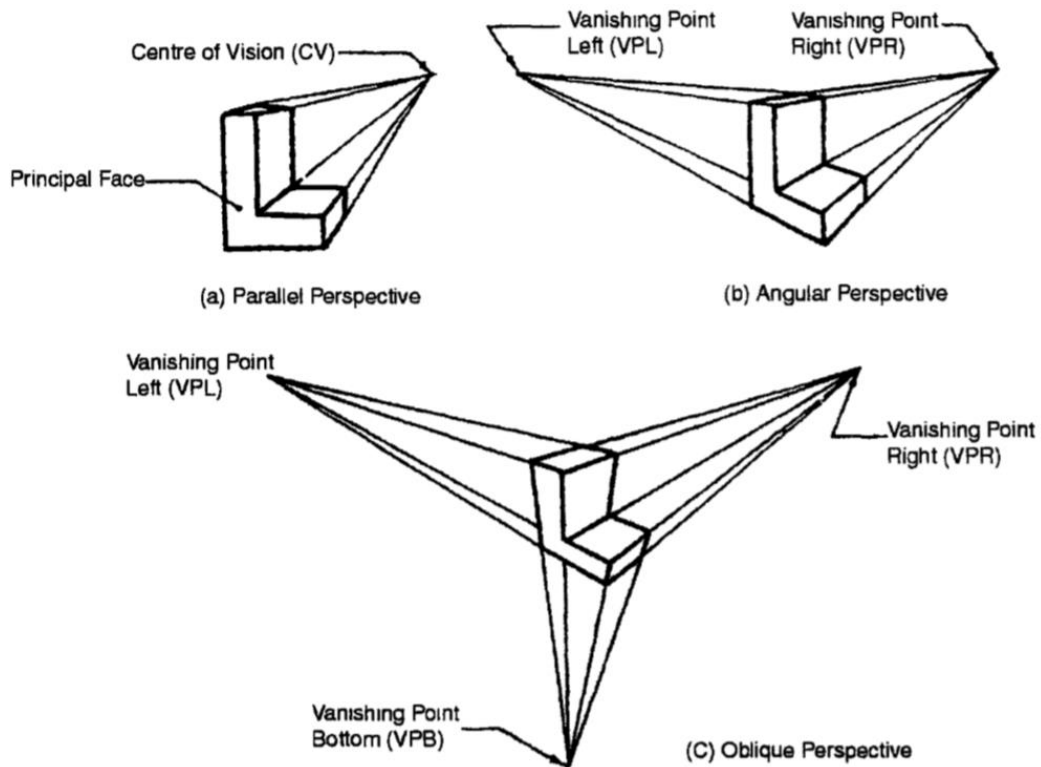 Centre of Vision (CV)
Principal Face
(a) Parallel Perspective
Vanishing Point
Left (VPL)
Vanishing Point
Right (VPR)
(b) Angular Perspective
Vanishing Point
Left (VPL)
Vanishing Point
Right (VPR)
Vanishing Point
Bottom (VPB)
(C) Oblique Perspective